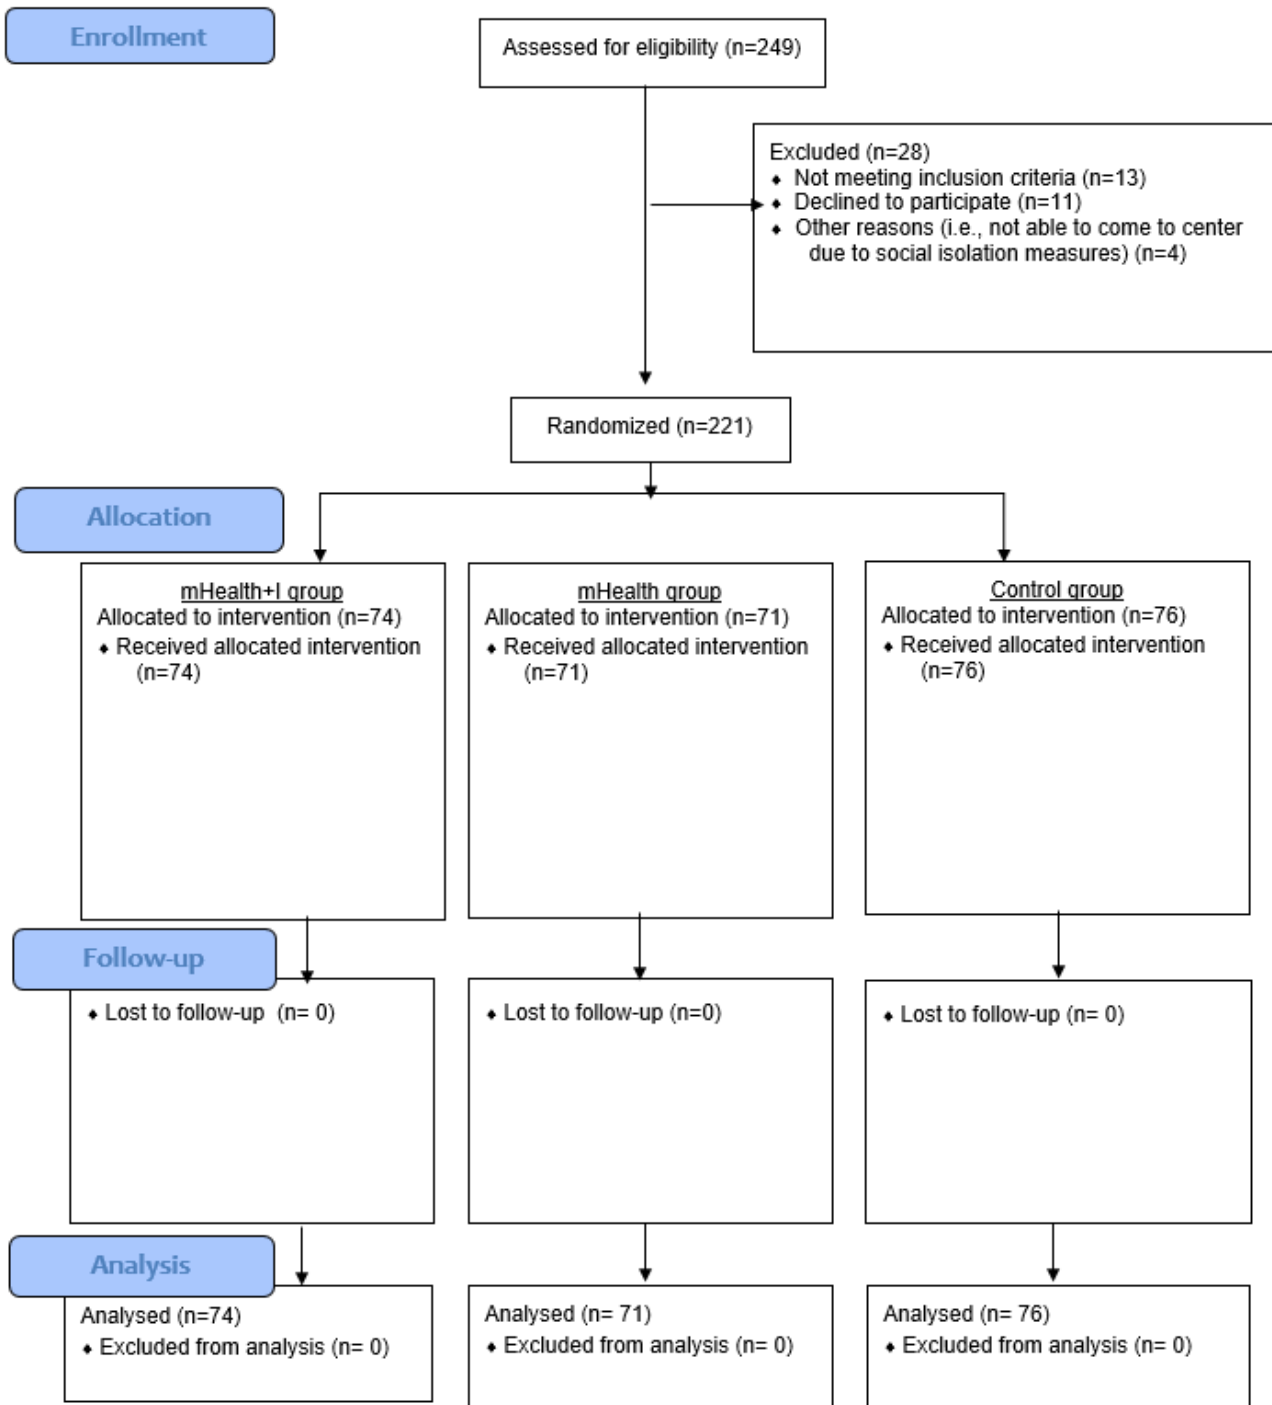 Enrollment
Assessed for eligibility (n=249)
Excluded (n=28)
⬧ Not meeting inclusion criteria (n=13)
⬧ Declined to participate (n=11)
⬧ Other reasons (i.e., not able to come to center
due to social isolation measures) (n=4)
Randomized (n=221)
Allocation
mHealth+I group
Allocated to intervention (n=74)
⬧ Received allocated intervention
(n=74)
mHealth group
Allocated to intervention (n=71)
⬧ Received allocated intervention
(n=71)
Control group
Allocated to intervention (n=76)
⬧ Received allocated intervention
(n=76)
Follow-up
⬧ Lost to follow-up (n= 0)
⬧ Lost to follow-up (n=0)
⬧ Lost to follow-up (n= 0)
Analysis
Analysed (n=74)
⬧ Excluded from analysis (n= 0)
Analysed (n= 71)
⬧ Excluded from analysis (n= 0)
Analysed (n= 76)
⬧ Excluded from analysis (n= 0)